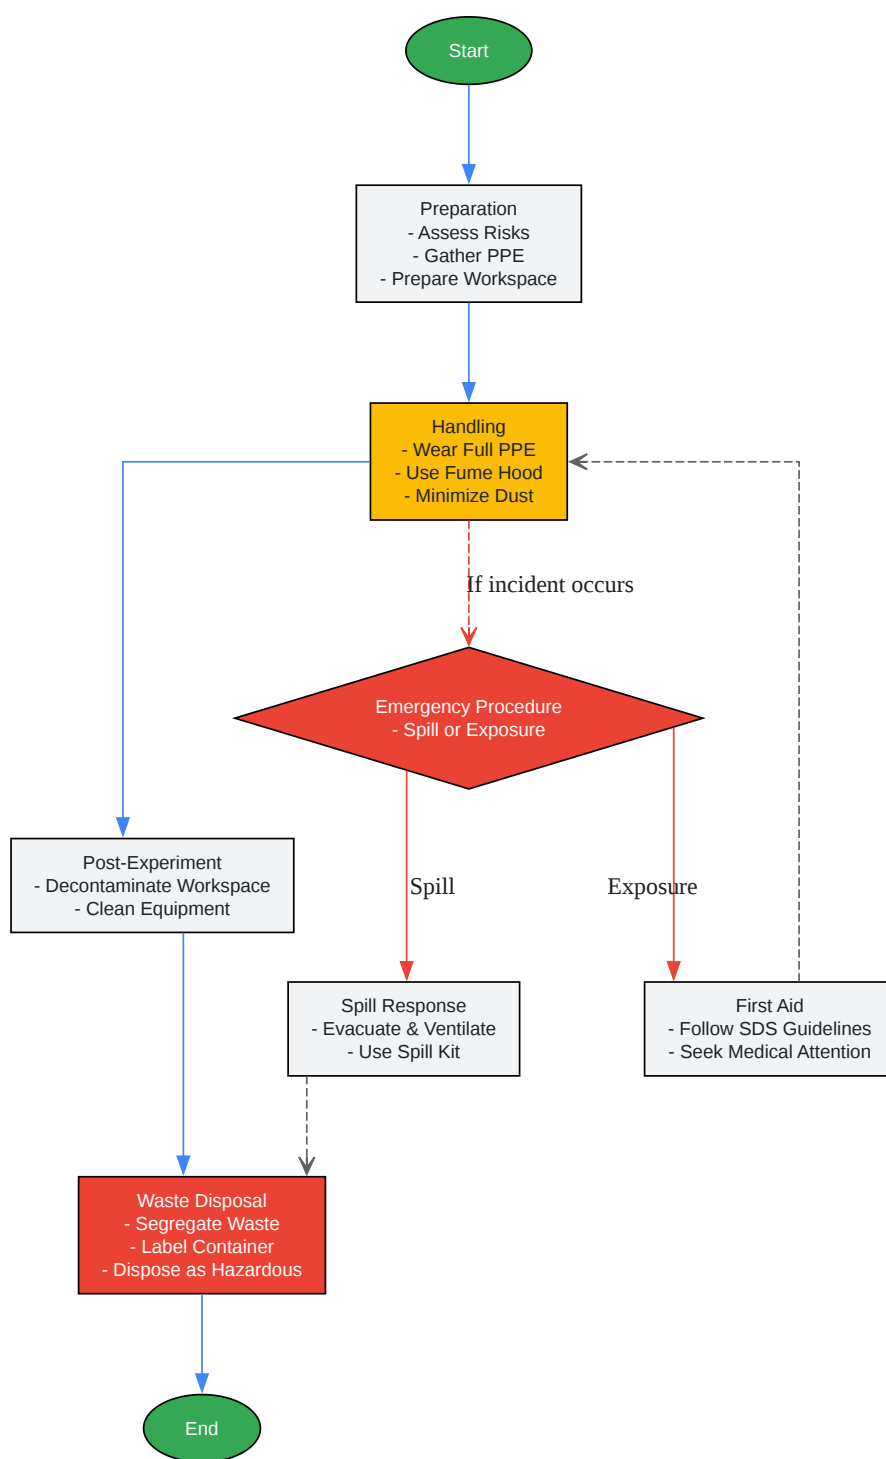 Start
Preparation
- Assess Risks
- Gather PPE
- Prepare Workspace
Handling
- Wear Full PPE
- Use Fume Hood
- Minimize Dust
If incident occurs
Emergency Procedure
- Spill or Exposure
Post-Experiment
- Decontaminate Workspace
- Clean Equipment
Spill
Exposure
Spill Response
- Evacuate & Ventilate
- Use Spill Kit
First Aid
- Follow SDS Guidelines
- Seek Medical Attention
Waste Disposal
- Segregate Waste
- Label Container
- Dispose as Hazardous
End